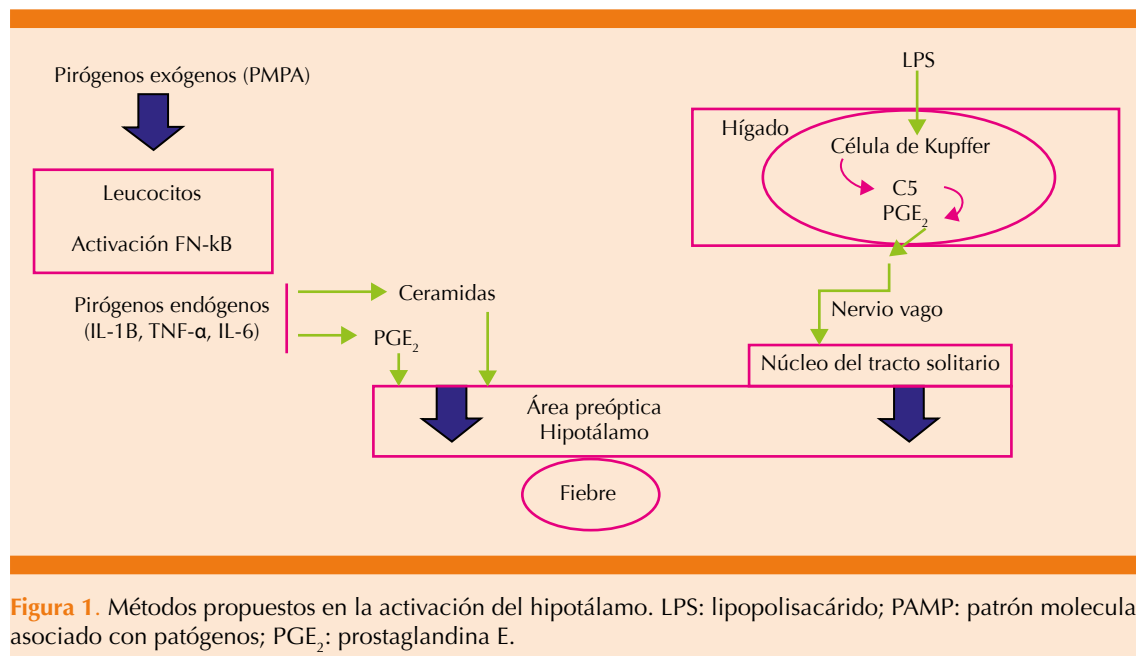 Pirógenos exógenos (PMPA)
Leucocitos
Activación FN-kB
Pirógenos endógenos
(IL-1B, TNF-α, IL-6)
Ceramidas
PGE₂
LPS
Hígado
Célula de Kupffer
C5
PGE₂
Nervio vago
Núcleo del tracto solitario
Área preóptica
Hipotálamo
Fiebre
Figura 1. Métodos propuestos en la activación del hipotálamo. LPS: lipopolisacárido; PAMP: patrón molecula
asociado con patógenos; PGE₂: prostaglandina E.